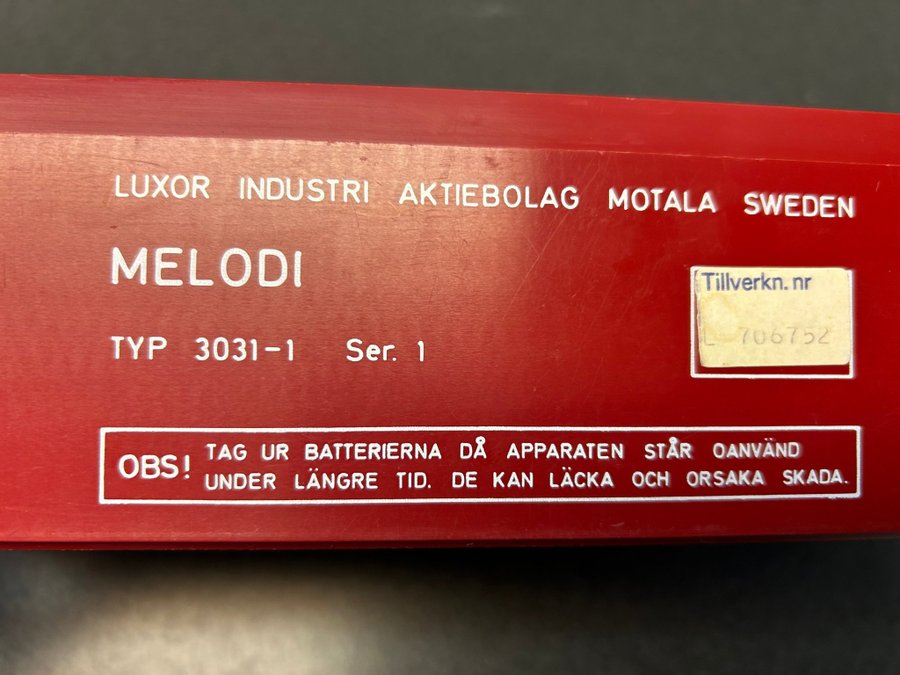 LUXOR INDUSTRI AKTIEBOLAG MOTALA SWEDEN
MELODI
Tillverkn. nr
L 706752
TYP 3031-1 Ser. 1
OBS! TAG UR BATTERIERNA DÅ APPARATEN STÅR OANVÄND
UNDER LÄNGRE TID. DE KAN LÄCKA OCH ORSAKA SKADA.